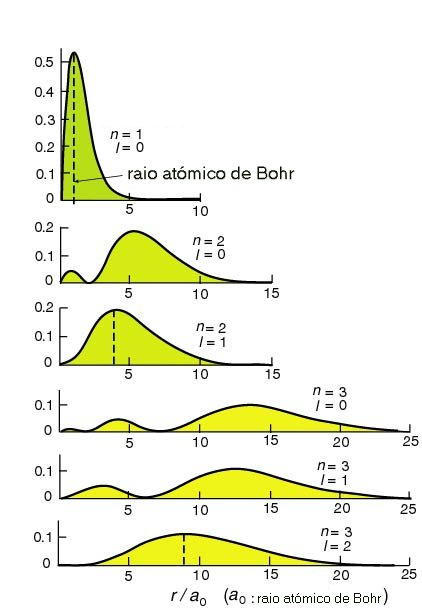 0.5
0.4
0.3
n = 1
l = 0
0.2
0.1
raio atómico de Bohr
0
5 10
0.2
n = 2
l = 0
0.1
0
5 10 15
0.2
n = 2
l = 1
0.1
0
5 10 15
n = 3
l = 0
0.1
0
5 10 15 20 25
n = 3
l = 1
0.1
0
5 10 15 20 25
n = 3
l = 2
0.1
0
5 10 15 20 25
r / a0 (a0 : raio atómico de Bohr)